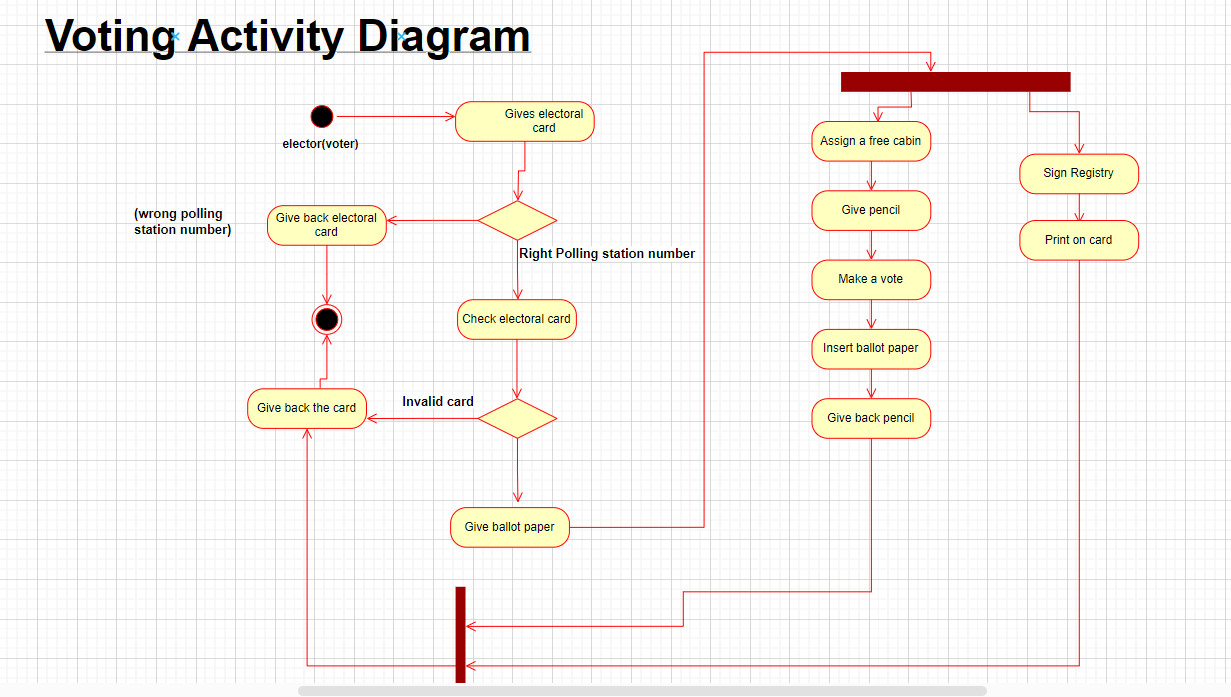 Voting Activity Diagram
elector(voter)
Gives electoral
card
(wrong polling
station number)
Give back electoral
card
Right Polling station number
Check electoral card
Invalid card
Give back the card
Give ballot paper
Assign a free cabin
Give pencil
Make a vote
Insert ballot paper
Give back pencil
Sign Registry
Print on card